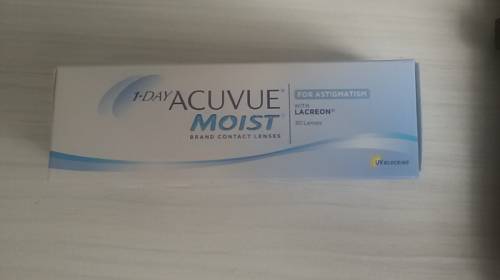 1-DAY ACUVUE®
MOIST®
BRAND CONTACT LENSES
FOR ASTIGMATISM
WITH
LACREON®
30 Lenses
UV BLOCKING